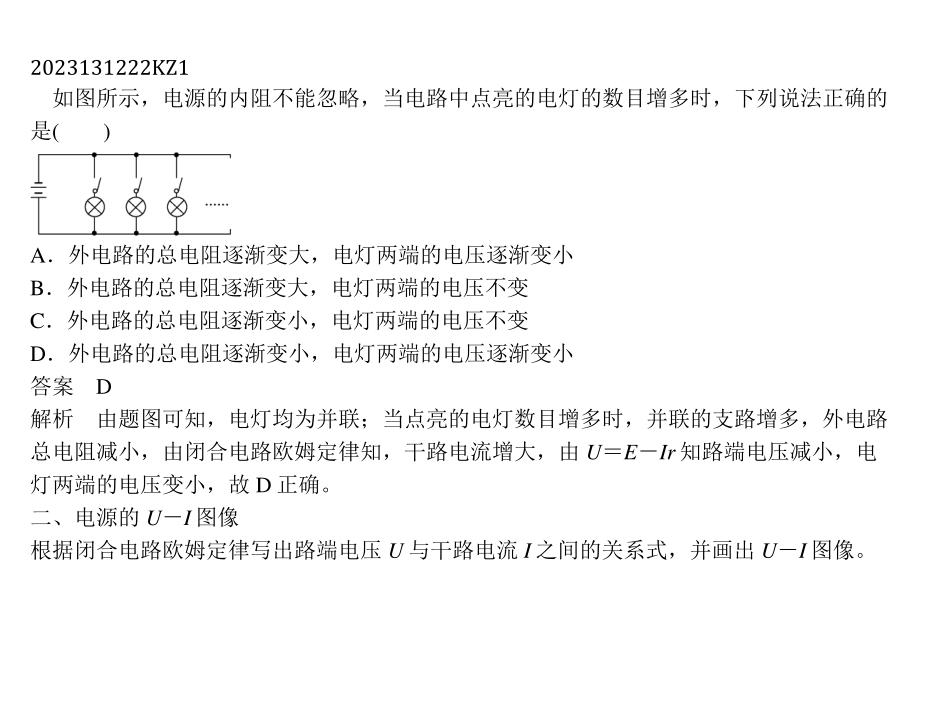 2023131222KZ1
如图所示，电源的内阻不能忽略，当电路中点亮的电灯的数目增多时，下列说法正确的
是(　　)
……
A．外电路的总电阻逐渐变大，电灯两端的电压逐渐变小
B．外电路的总电阻逐渐变大，电灯两端的电压不变
C．外电路的总电阻逐渐变小，电灯两端的电压不变
D．外电路的总电阻逐渐变小，电灯两端的电压逐渐变小
答案　D
解析　由题图可知，电灯均为并联；当点亮的电灯数目增多时，并联的支路增多，外电路
总电阻减小，由闭合电路欧姆定律知，干路电流增大，由 U＝E－Ir 知路端电压减小，电
灯两端的电压变小，故 D 正确。
二、电源的 U－I 图像
根据闭合电路欧姆定律写出路端电压 U 与干路电流 I 之间的关系式，并画出 U－I 图像。